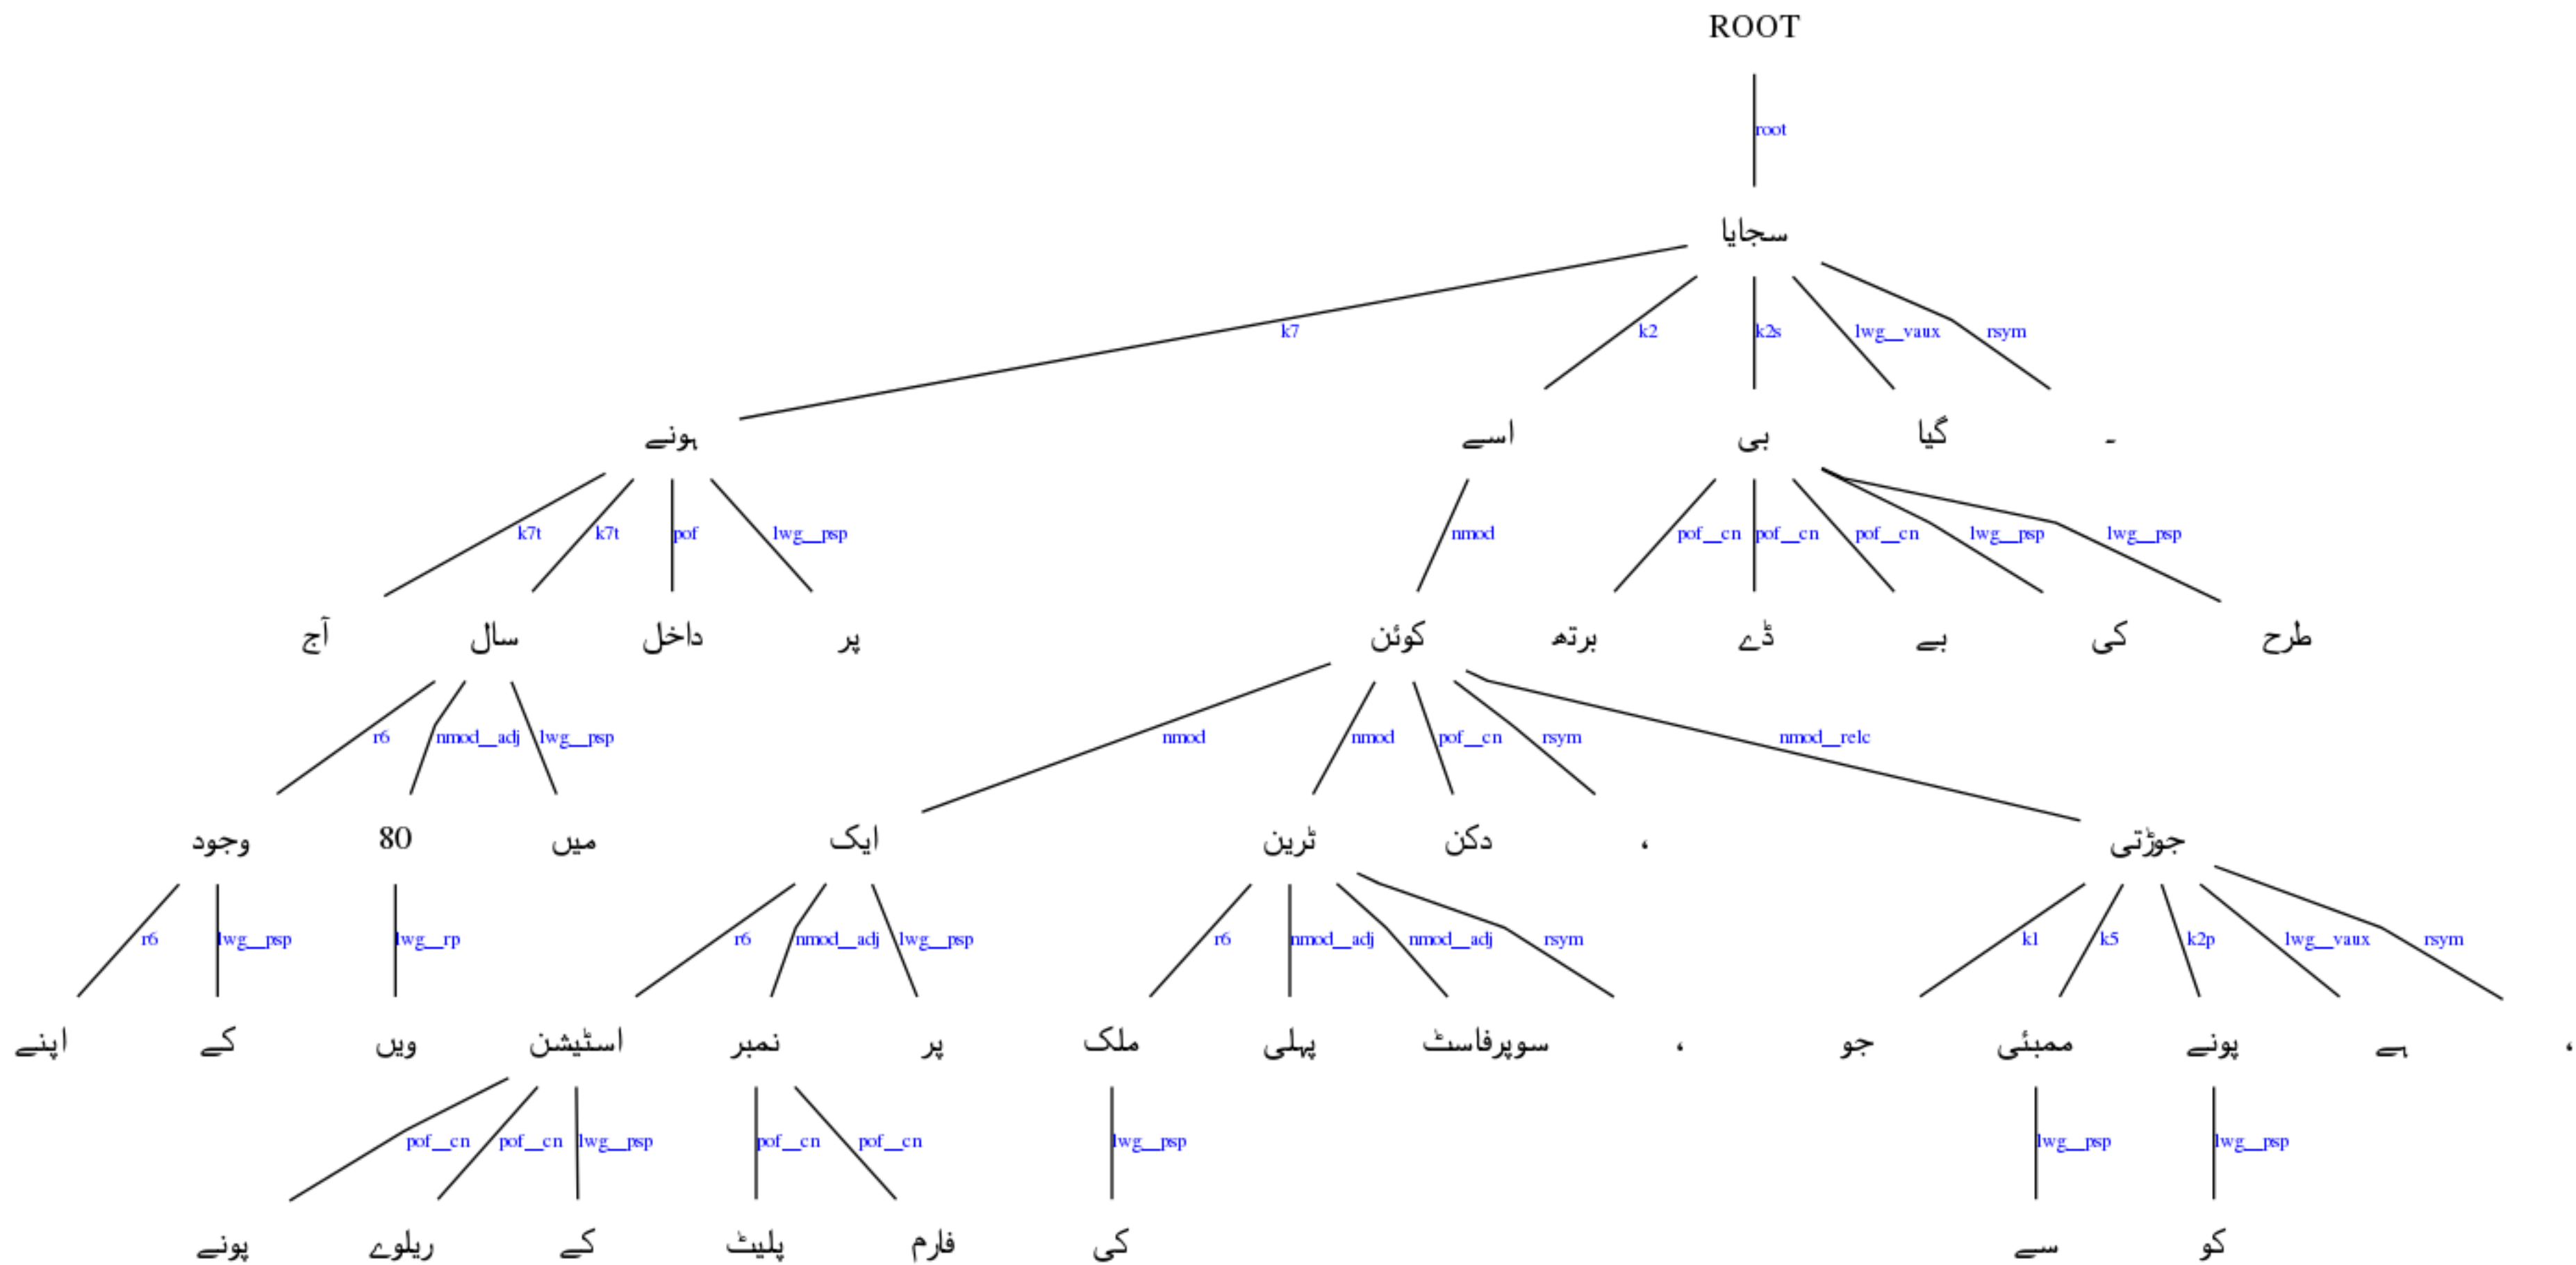 ROOT
root
سجایا
k7 k2 k2s lwg__vaux rsym
ہونے اسے بی گیا ۔
k7t k7t pof lwg__psp nmod pof__cn pof__cn pof__cn lwg__psp lwg__psp
آج سال داخل پر کوئن برتھ ڈے بے کی طرح
r6 nmod__adj lwg__psp nmod nmod pof__cn rsym nmod__relc
وجود 80 میں ایک ٹرین دکن ، جوڑتی
r6 lwg__psp lwg__rp r6 nmod__adj lwg__psp r6 nmod__adj nmod__adj rsym k1 k5 k2p lwg__vaux rsym
اپنے کے ویں اسٹیشن نمبر پر ملک پہلی سوپرفاسٹ ، جو ممبئی پونے ہے ،
pof__cn pof__cn lwg__psp pof__cn pof__cn lwg__psp lwg__psp lwg__psp
پونے ریلوے کے پلیٹ فارم کی سے کو